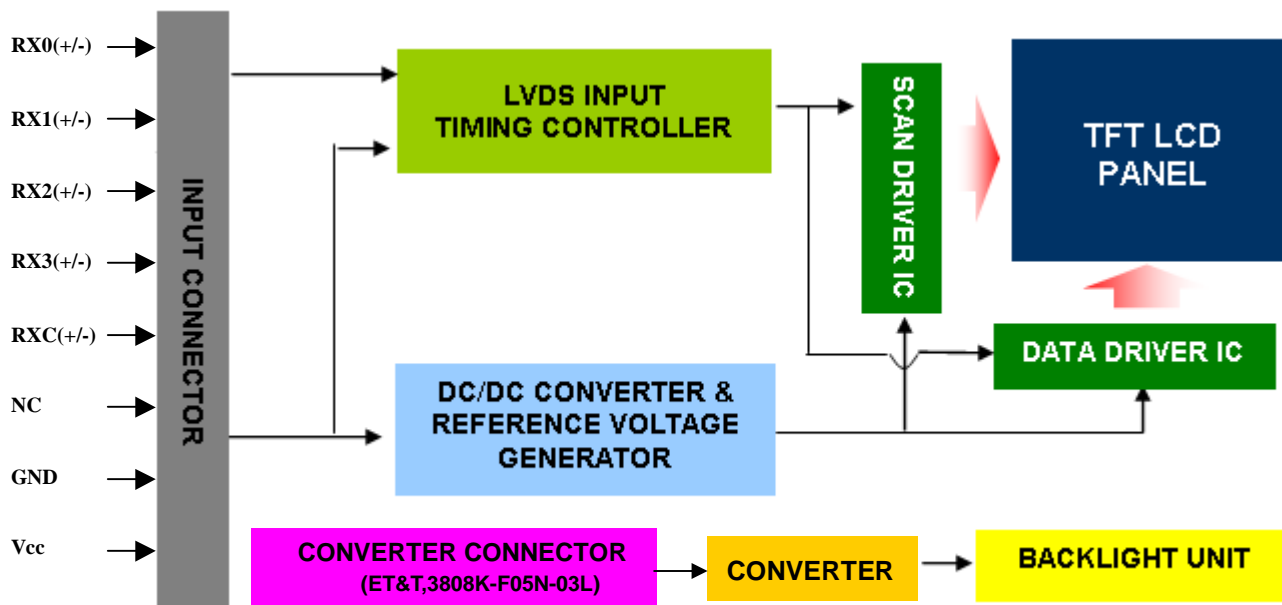 RX0(+/-)
RX1(+/-)
RX2(+/-)
RX3(+/-)
RXC(+/-)
NC
GND
Vcc
INPUT CONNECTOR
LVDS INPUT
TIMING CONTROLLER
SCAN DRIVER IC
TFT LCD
PANEL
DATA DRIVER IC
DC/DC CONVERTER &
REFERENCE VOLTAGE
GENERATOR
CONVERTER CONNECTOR
(ET&T,3808K-F05N-03L)
CONVERTER
BACKLIGHT UNIT